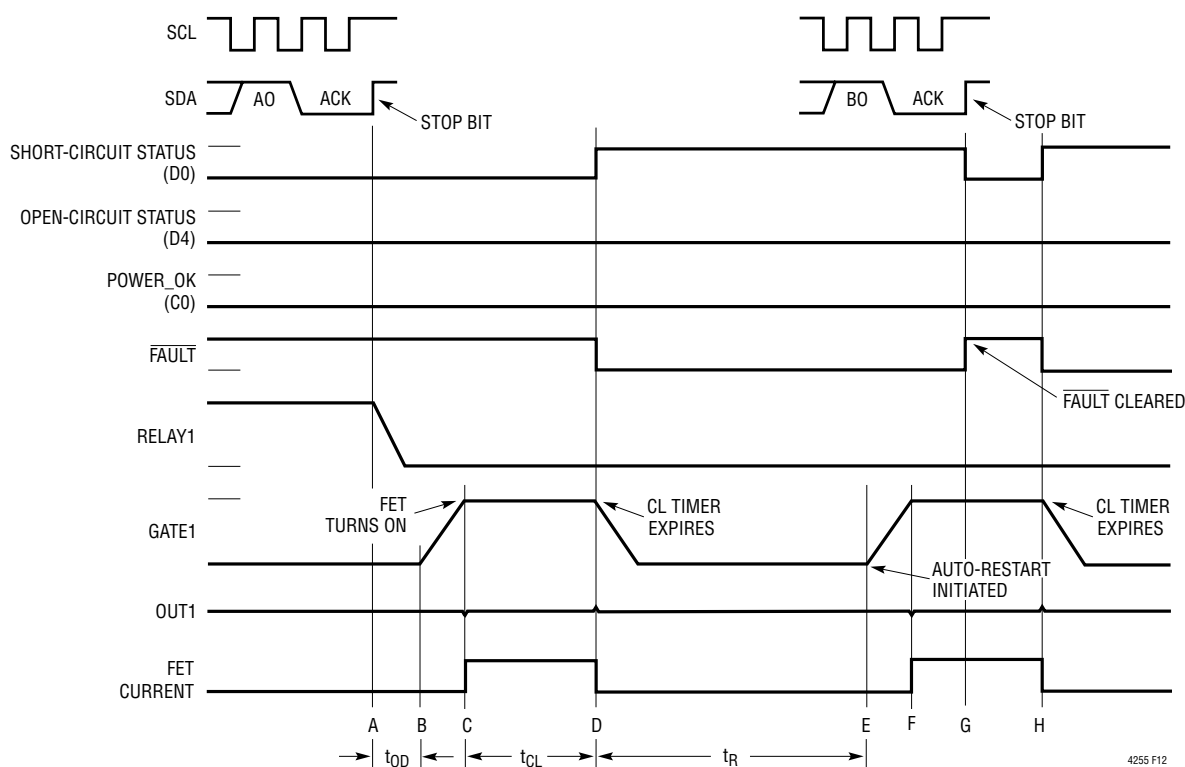 SCL
SDA
AO
ACK
STOP BIT
BO
ACK
STOP BIT
SHORT-CIRCUIT STATUS
(D0)
OPEN-CIRCUIT STATUS
(D4)
POWER_OK
(C0)
FAULT
FAULT CLEARED
RELAY1
FET
TURNS ON
CL TIMER
EXPIRES
CL TIMER
EXPIRES
GATE1
AUTO-RESTART
INITIATED
OUT1
FET
CURRENT
A B C D E F G H
tOD tCL tR
4255 F12